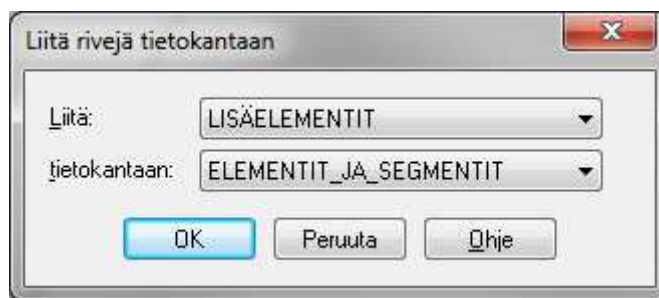 Liitä rivejä tietokantaan
Liitä: LISÄELEMENTIT
tietokantaan: ELEMENTIT_JA_SEGMENTIT
OK Peruuta Ohje